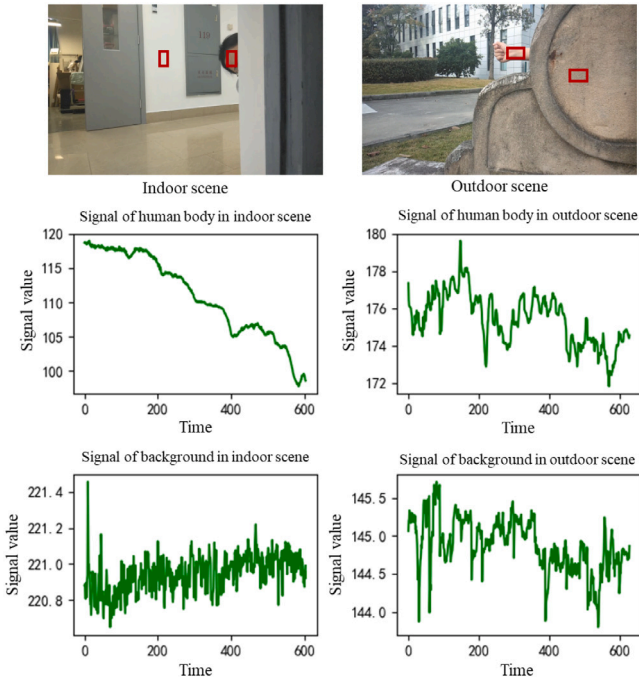 Indoor scene
Outdoor scene
Signal of human body in indoor scene
120
115
110
105
100
Signal value
0 200 400 600
Time
Signal of human body in outdoor scene
180
178
176
174
172
Signal value
0 200 400 600
Time
Signal of background in indoor scene
221.4
221.2
221.0
220.8
Signal value
0 200 400 600
Time
Signal of background in outdoor scene
145.5
145.0
144.5
144.0
Signal value
0 200 400 600
Time